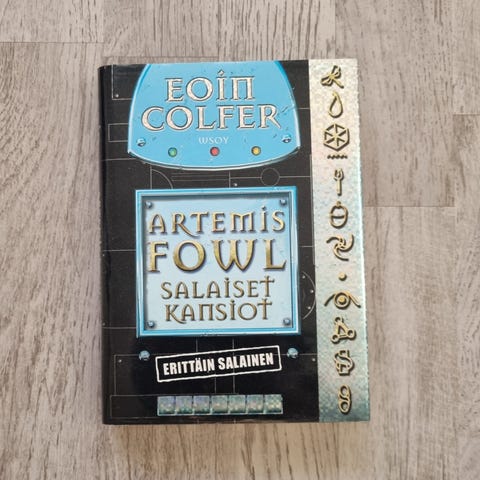 EOIN
COLFER
WSOY
ARTEMIS
FOWL
SALAISET
KANSIOT
ERITTÄIN SALAINEN